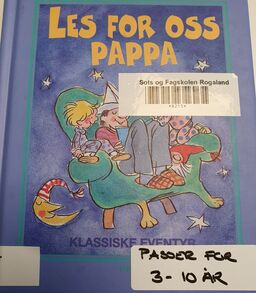 LES FOR OSS
PAPPA
Sots og Fagskolen Rogaland
KLASSISKE EVENTYR
PASSER FOR
3-10 ÅR